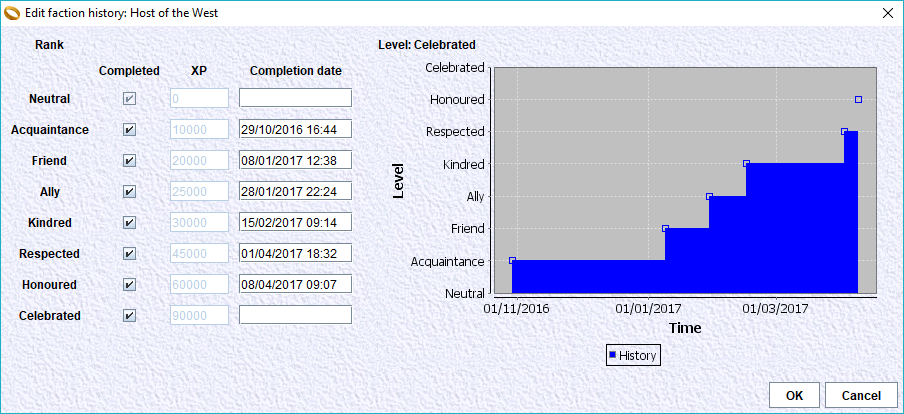 Edit faction history: Host of the West
Rank
Completed XP Completion date
Neutral 0
Acquaintance 10000 29/10/2016 16:44
Friend 20000 08/01/2017 12:38
Ally 25000 28/01/2017 22:24
Kindred 30000 15/02/2017 09:14
Respected 45000 01/04/2017 18:32
Honoured 60000 08/04/2017 09:07
Celebrated 90000
Level: Celebrated
Celebrated
Honoured
Respected
Kindred
Ally
Friend
Acquaintance
Neutral
Level
01/11/2016 01/01/2017 01/03/2017
Time
History
OK Cancel